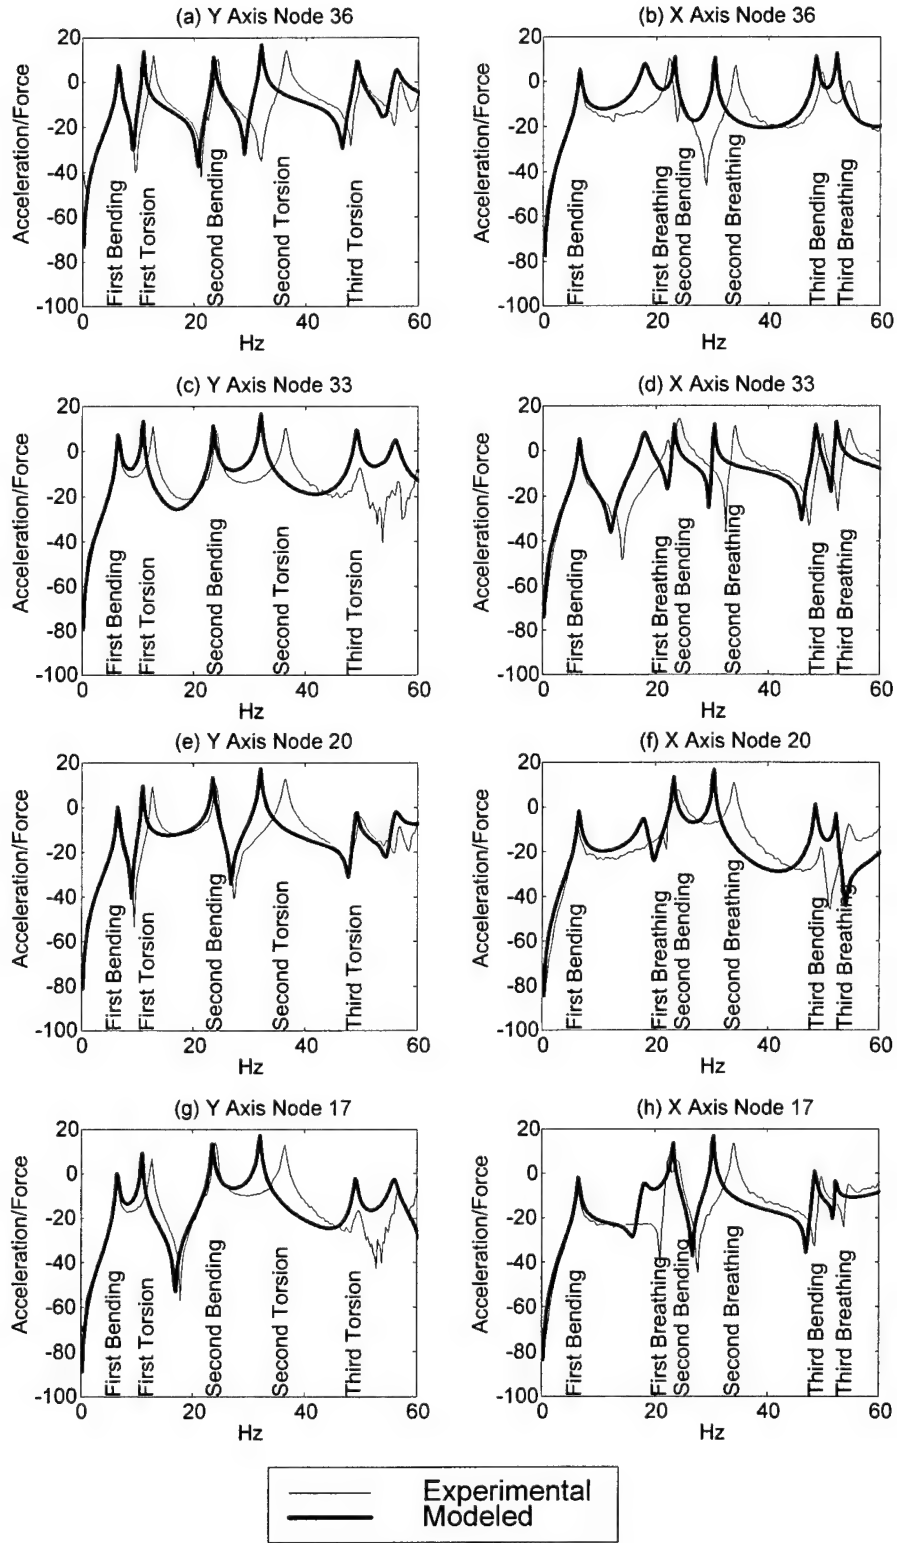 (a) Y Axis Node 36
20
0
-20
-40
-60
-80
-100
Acceleration/Force
First Bending
First Torsion
Second Bending
Second Torsion
Third Torsion
0 20 40 60
Hz
(b) X Axis Node 36
20
0
-20
-40
-60
-80
-100
Acceleration/Force
First Bending
First Breathing
Second Bending
Second Breathing
Third Bending
Third Breathing
0 20 40 60
Hz
(c) Y Axis Node 33
20
0
-20
-40
-60
-80
-100
Acceleration/Force
First Bending
First Torsion
Second Bending
Second Torsion
Third Torsion
0 20 40 60
Hz
(d) X Axis Node 33
20
0
-20
-40
-60
-80
-100
Acceleration/Force
First Bending
First Breathing
Second Bending
Second Breathing
Third Bending
Third Breathing
0 20 40 60
Hz
(e) Y Axis Node 20
20
0
-20
-40
-60
-80
-100
Acceleration/Force
First Bending
First Torsion
Second Bending
Second Torsion
Third Torsion
0 20 40 60
Hz
(f) X Axis Node 20
20
0
-20
-40
-60
-80
-100
Acceleration/Force
First Bending
First Breathing
Second Bending
Second Breathing
Third Bending
Third Breathing
0 20 40 60
Hz
(g) Y Axis Node 17
20
0
-20
-40
-60
-80
-100
Acceleration/Force
First Bending
First Torsion
Second Bending
Second Torsion
Third Torsion
0 20 40 60
Hz
(h) X Axis Node 17
20
0
-20
-40
-60
-80
-100
Acceleration/Force
First Bending
First Breathing
Second Bending
Second Breathing
Third Bending
Third Breathing
0 20 40 60
Hz
Experimental
Modeled